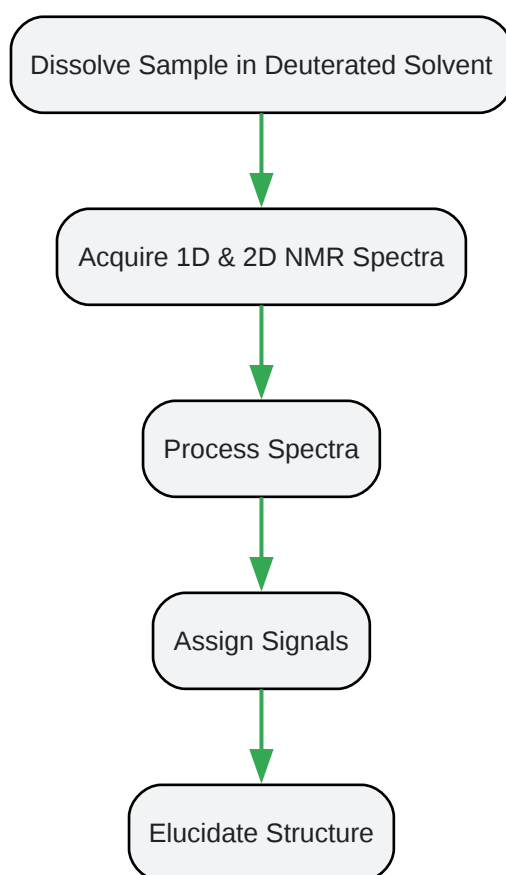 Dissolve Sample in Deuterated Solvent
Acquire 1D & 2D NMR Spectra
Process Spectra
Assign Signals
Elucidate Structure